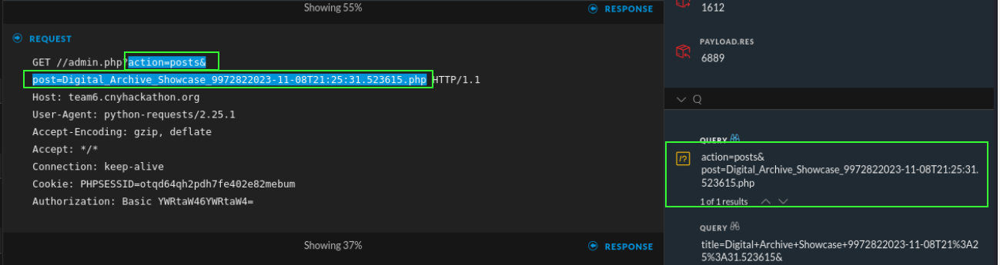 Showing 55%
RESPONSE
REQUEST
GET //admin.php?action=posts&
post=Digital_Archive_Showcase_9972822023-11-08T21:25:31.523615.php HTTP/1.1
Host: team6.cnyhackathon.org
User-Agent: python-requests/2.25.1
Accept-Encoding: gzip, deflate
Accept: */*
Connection: keep-alive
Cookie: PHPSESSID=otqd64qh2pdh7fe402e82mebum
Authorization: Basic YWRtaW46YWRtaW4=
Showing 37%
RESPONSE
1612
PAYLOAD.RES
6889
Q
QUERY
!?
action=posts&
post=Digital_Archive_Showcase_9972822023-11-08T21:25:31.
523615.php
1 of 1 results
QUERY
title=Digital+Archive+Showcase+9972822023-11-08T21%3A2
5%3A31.523615&